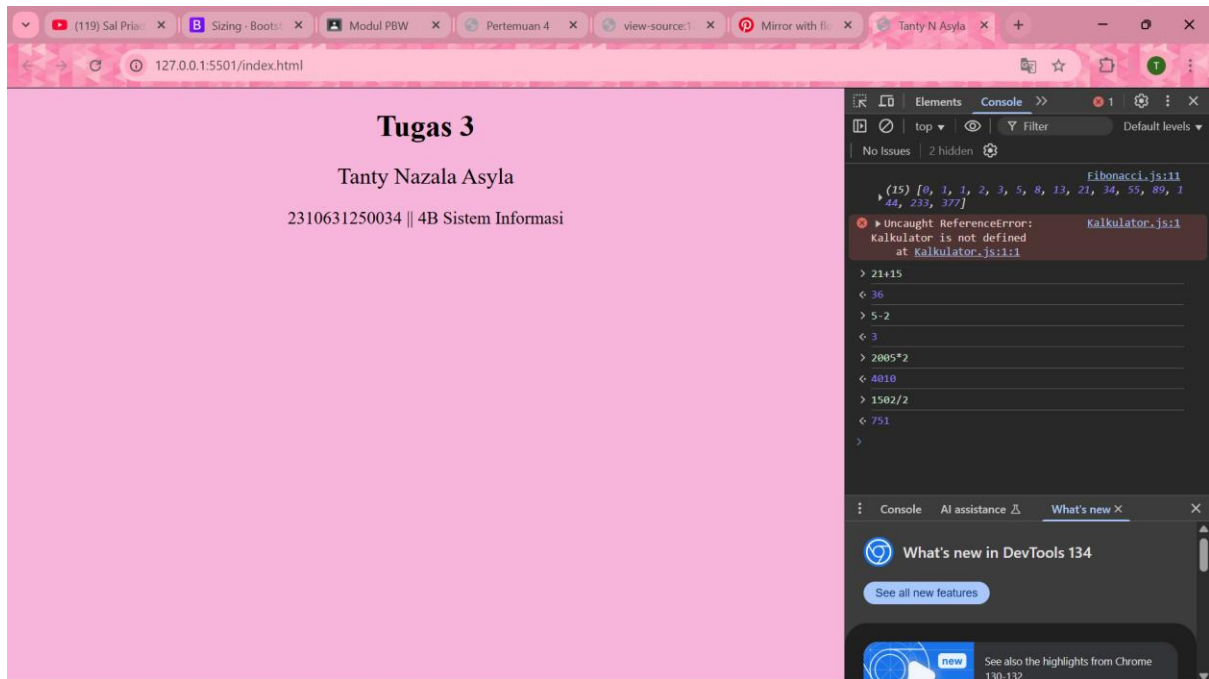 (119) Sal Priad
Sizing · Bootst
Modul PBW
Pertemuan 4
view-source:1
Mirror with flo
Tanty N Asyla
127.0.0.1:5501/index.html
T
Tugas 3
Tanty Nazala Asyla
2310631250034 || 4B Sistem Informasi
Elements Console 1
top Filter Default levels
No Issues 2 hidden
Fibonacci.js:11
(15) [0, 1, 1, 2, 3, 5, 8, 13, 21, 34, 55, 89, 1
44, 233, 377]
Uncaught ReferenceError: Kalkulator.js:1
Kalkulator is not defined
at Kalkulator.js:1:1
> 21+15
36
> 5-2
3
> 2005*2
4010
> 1502/2
751
>
Console AI assistance What's new
What's new in DevTools 134
See all new features
new
See also the highlights from Chrome
130-132